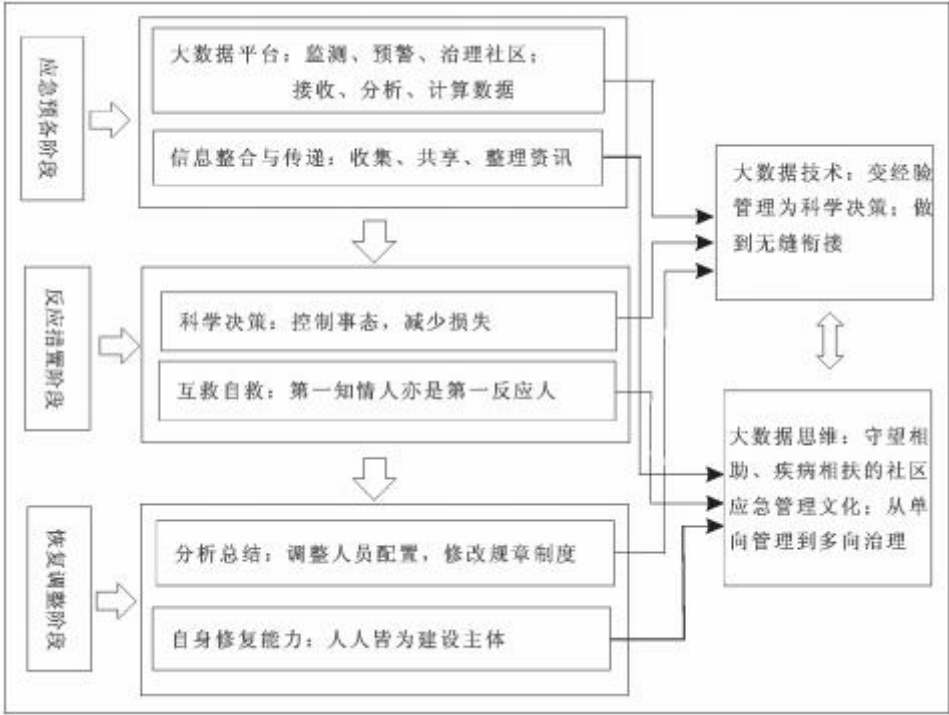 应急预各阶段
大数据平台：监测、预警、治理社区；
接收、分析、计算数据
信息整合与传递：收集、共享、整理资讯
反应措置阶段
科学决策：控制事态，减少损失
互救自救：第一知情人亦是第一反应人
恢复调整阶段
分析总结：调整人员配置，修改规章制度
自身修复能力：人人皆为建设主体
大数据技术：变经验
管理为科学决策；做
到无缝衔接
大数据思维：守望相
助、疾病相扶的社区
应急管理文化；从单
向管理到多向治理